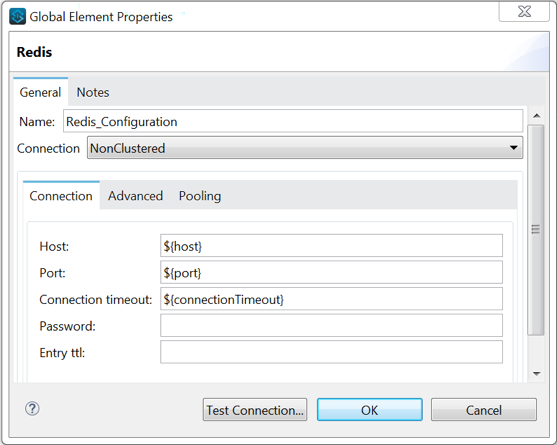 Global Element Properties
Redis
General Notes
Name: Redis_Configuration
Connection NonClustered
Connection Advanced Pooling
Host: ${host}
Port: ${port}
Connection timeout: ${connectionTimeout}
Password:
Entry ttl:
? Test Connection... OK Cancel